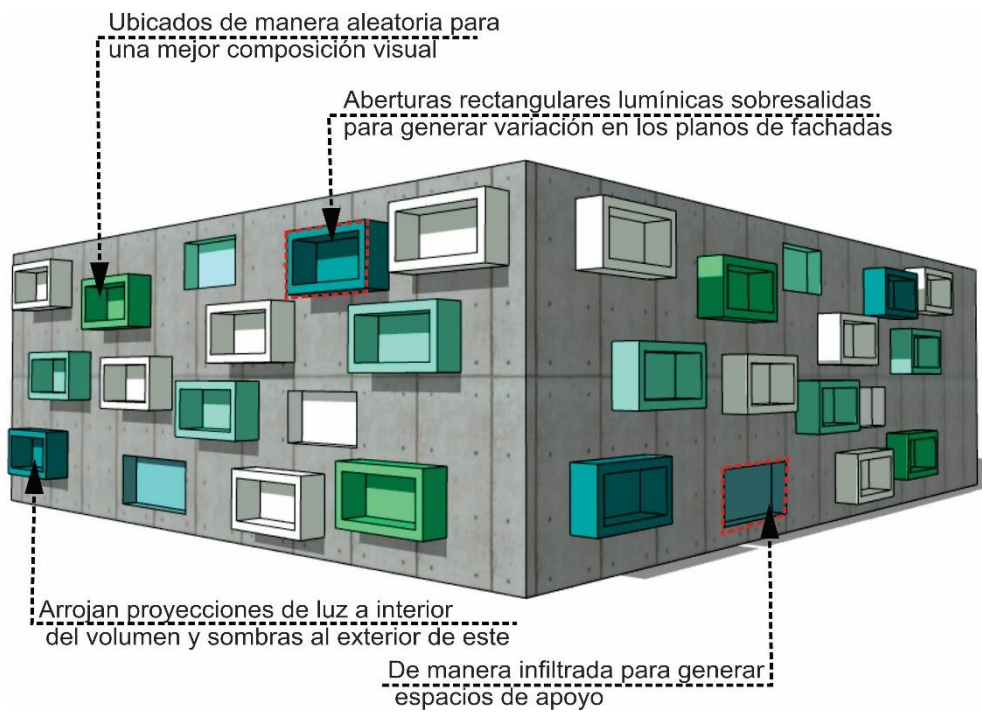 Ubicados de manera aleatoria para
una mejor composición visual
Aberturas rectangulares lumínicas sobresalidas
para generar variación en los planos de fachadas
Arrojan proyecciones de luz a interior
del volumen y sombras al exterior de este
De manera infiltrada para generar
espacios de apoyo